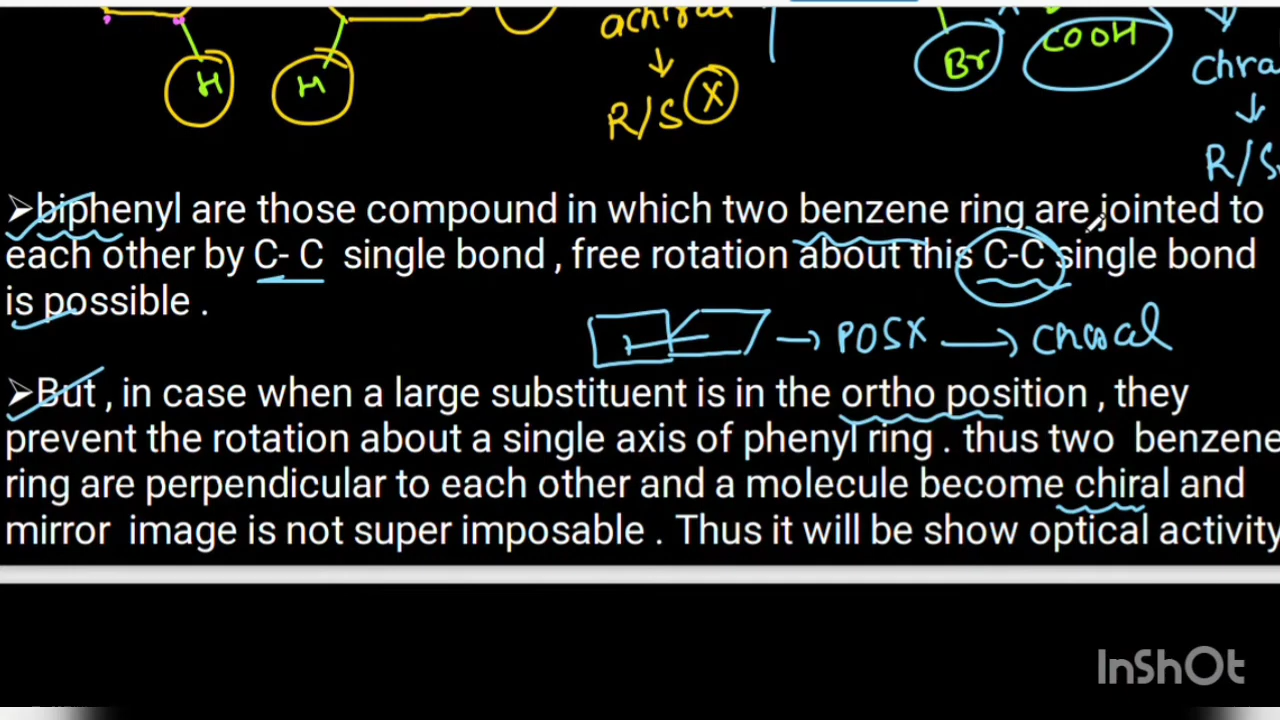 achiral
Br COOH
H H
R/S X
Chira
R/S
➤biphenyl are those compound in which two benzene ring are jointed to
each other by C- C single bond , free rotation about this C-C single bond
is possible .
→ POSX → Chiral
➤But , in case when a large substituent is in the ortho position , they
prevent the rotation about a single axis of phenyl ring . thus two benzene
ring are perpendicular to each other and a molecule become chiral and
mirror image is not super imposable . Thus it will be show optical activity
InShOt